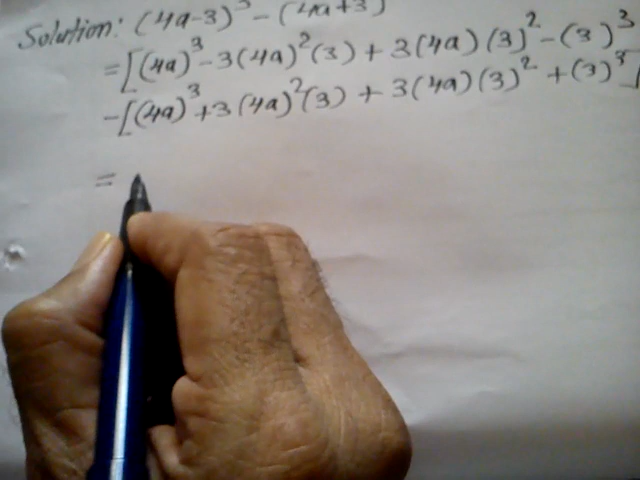 Solution: (4a-3)³ - (4a+3)
= [(4a)³ - 3(4a)²(3) + 3(4a)(3)² - (3)³
- [(4a)³ + 3(4a)²(3) + 3(4a)(3)² + (3)³]
=